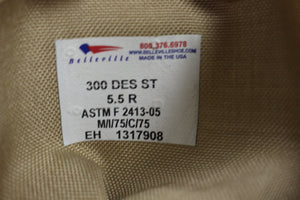 Belleville
808.376.6978
WWW.BELLEVILLESHOE.COM
MADE IN THE USA
300 DES ST
5.5 R
ASTM F 2413-05
M/I/75/C/75
EH 1317908